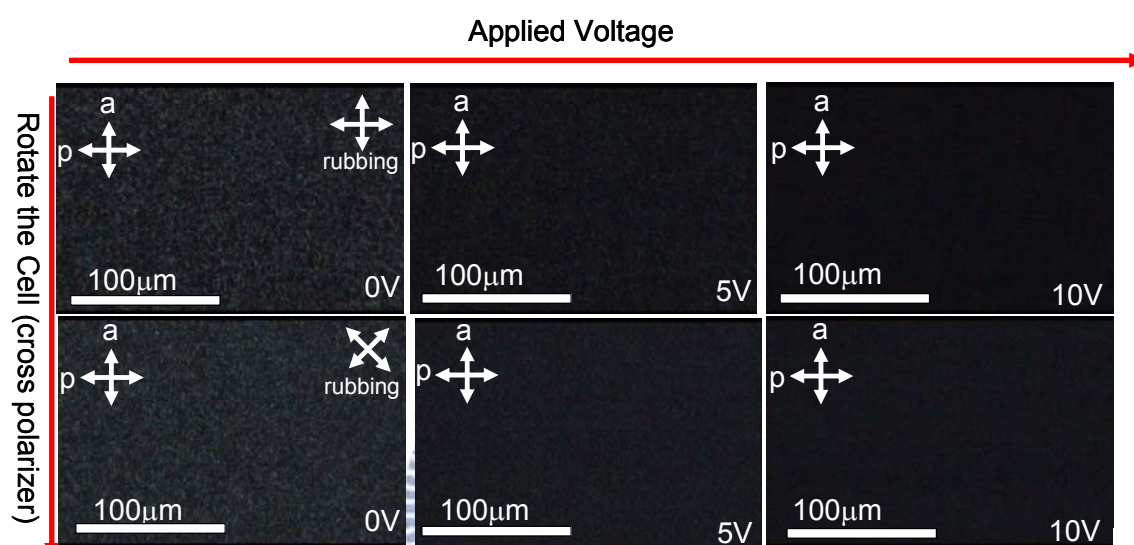 Applied Voltage
Rotate the Cell (cross polarizer)
a
p
rubbing
100μm
0V
a
p
100μm
5V
a
p
100μm
10V
a
p
rubbing
100μm
0V
a
p
100μm
5V
a
p
100μm
10V